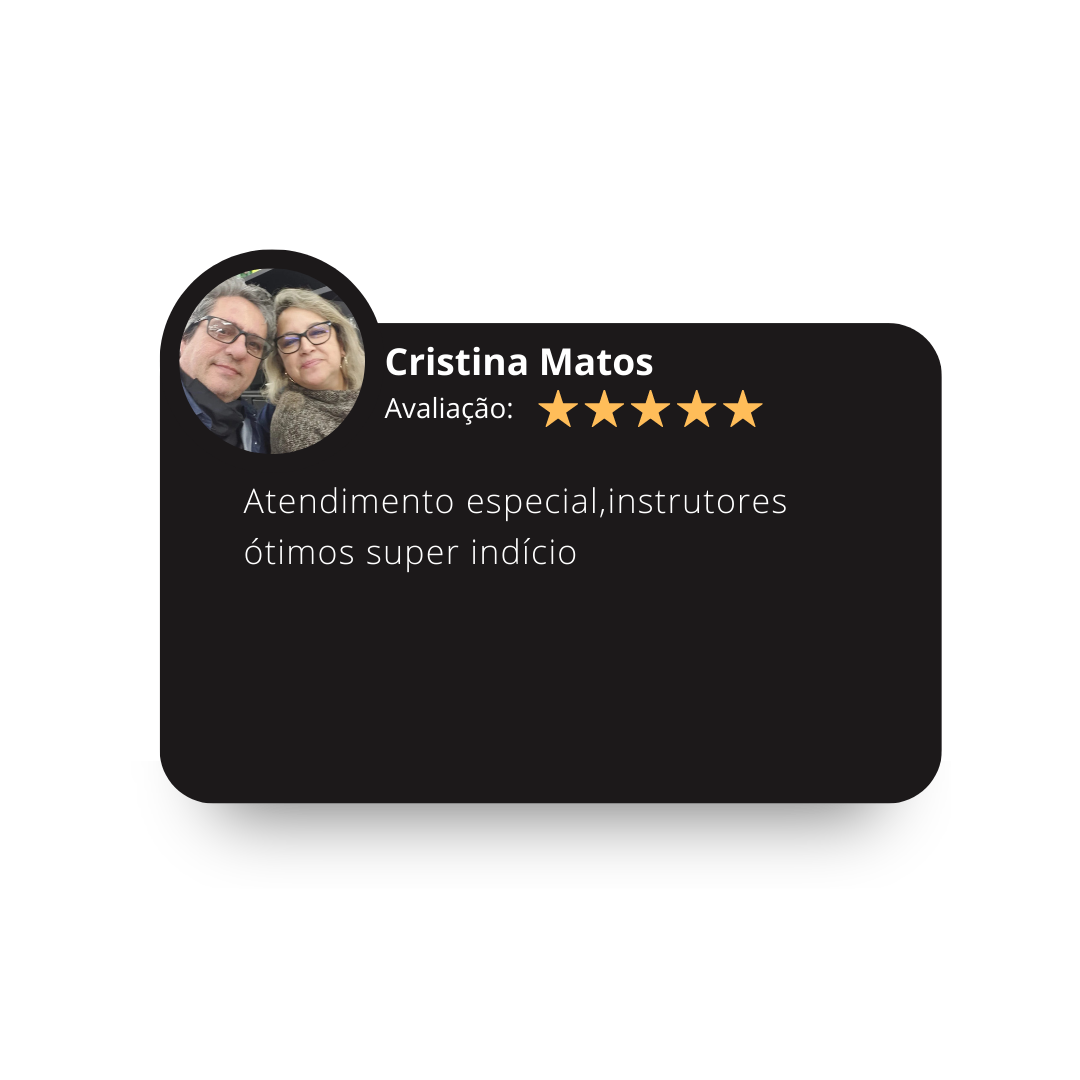 Cristina Matos
Avaliação:
Atendimento especial,instrutores
ótimos super indício